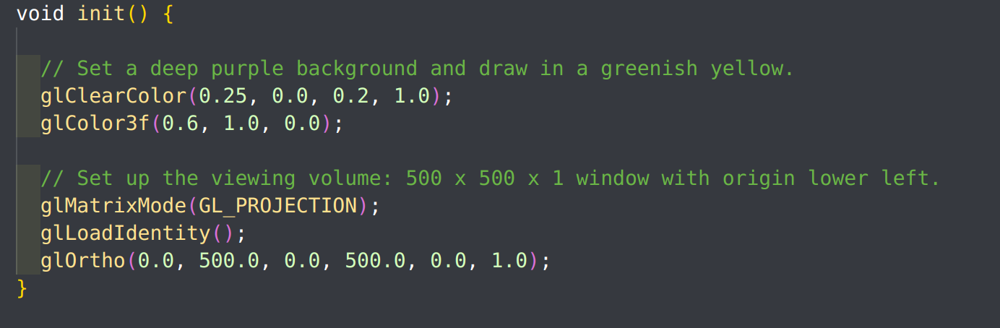 void init() {
// Set a deep purple background and draw in a greenish yellow.
glClearColor(0.25, 0.0, 0.2, 1.0);
glColor3f(0.6, 1.0, 0.0);
// Set up the viewing volume: 500 x 500 x 1 window with origin lower left.
glMatrixMode(GL_PROJECTION);
glLoadIdentity();
glOrtho(0.0, 500.0, 0.0, 500.0, 0.0, 1.0);
}